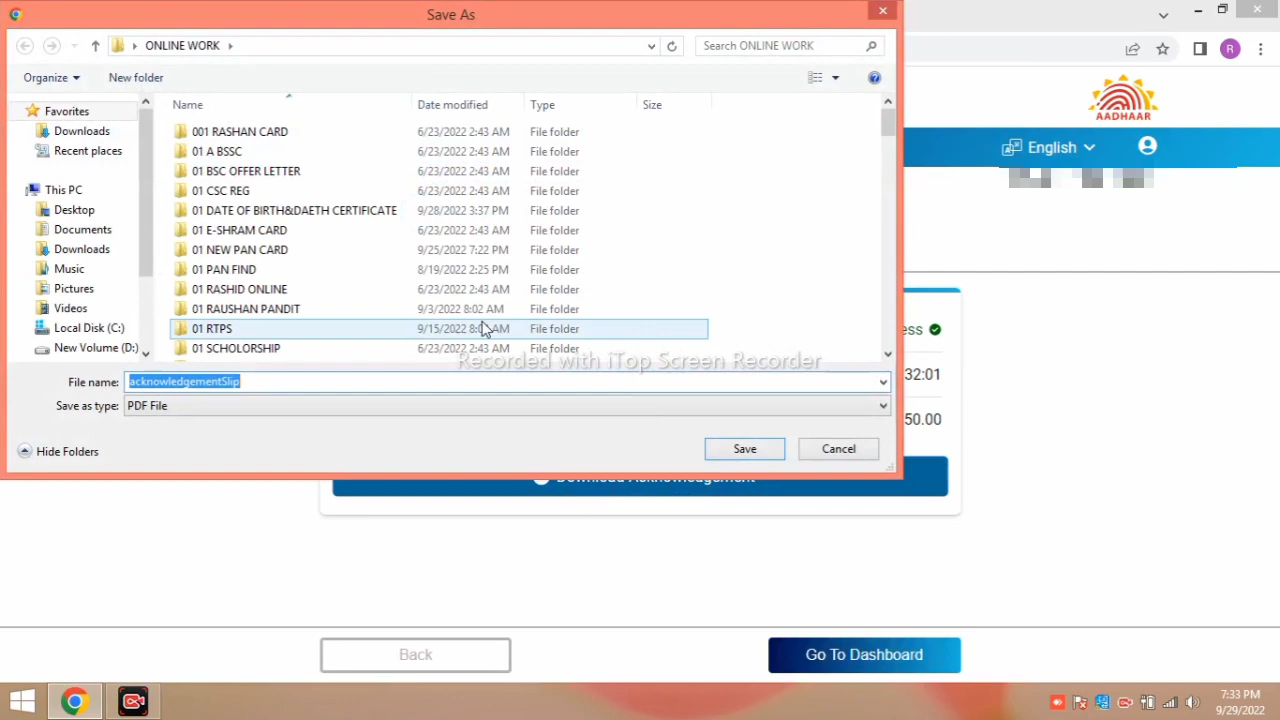 Save As
ONLINE WORK
Search ONLINE WORK
Organize
New folder
Name Date modified Type Size
Favorites
Downloads
Recent places
This PC
Desktop
Documents
Downloads
Music
Pictures
Videos
Local Disk (C:)
New Volume (D:)
001 RASHAN CARD 6/23/2022 2:43 AM File folder
01 A BSSC 6/23/2022 2:43 AM File folder
01 BSC OFFER LETTER 6/23/2022 2:43 AM File folder
01 CSC REG 6/23/2022 2:43 AM File folder
01 DATE OF BIRTH&DAETH CERTIFICATE 9/28/2022 3:37 PM File folder
01 E-SHRAM CARD 6/23/2022 2:43 AM File folder
01 NEW PAN CARD 9/25/2022 7:22 PM File folder
01 PAN FIND 8/19/2022 2:25 PM File folder
01 RASHID ONLINE 6/23/2022 2:43 AM File folder
01 RAUSHAN PANDIT 9/3/2022 8:02 AM File folder
01 RTPS 9/15/2022 AM File folder
01 SCHOLORSHIP 6/23/2022 2:43 AM File folder
Recorded with iTop Screen Recorder
File name: acknowledgementSlip
Save as type: PDF File
Hide Folders
Save
Cancel
R
AADHAAR
English
ess
32:01
50.00
Download Acknowledgement
Back
Go To Dashboard
7:33 PM
9/29/2022